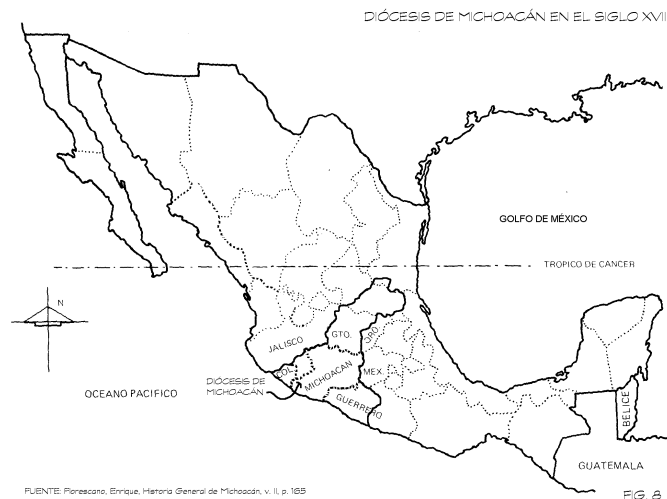 DIÓCESIS DE MICHOACÁN EN EL SIGLO XVII
GOLFO DE MÉXICO
TROPICO DE CANCER
N
GTO.
QRO.
JALISCO
COL.
MICHOACAN
MEX.
GUERRERO
DIÓCESIS DE
MICHOACÁN
OCEANO PACIFICO
BELICE
GUATEMALA
FUENTE: Florescano, Enrique, Historia General de Michoacán, v. II, p. 165
FIG. 8